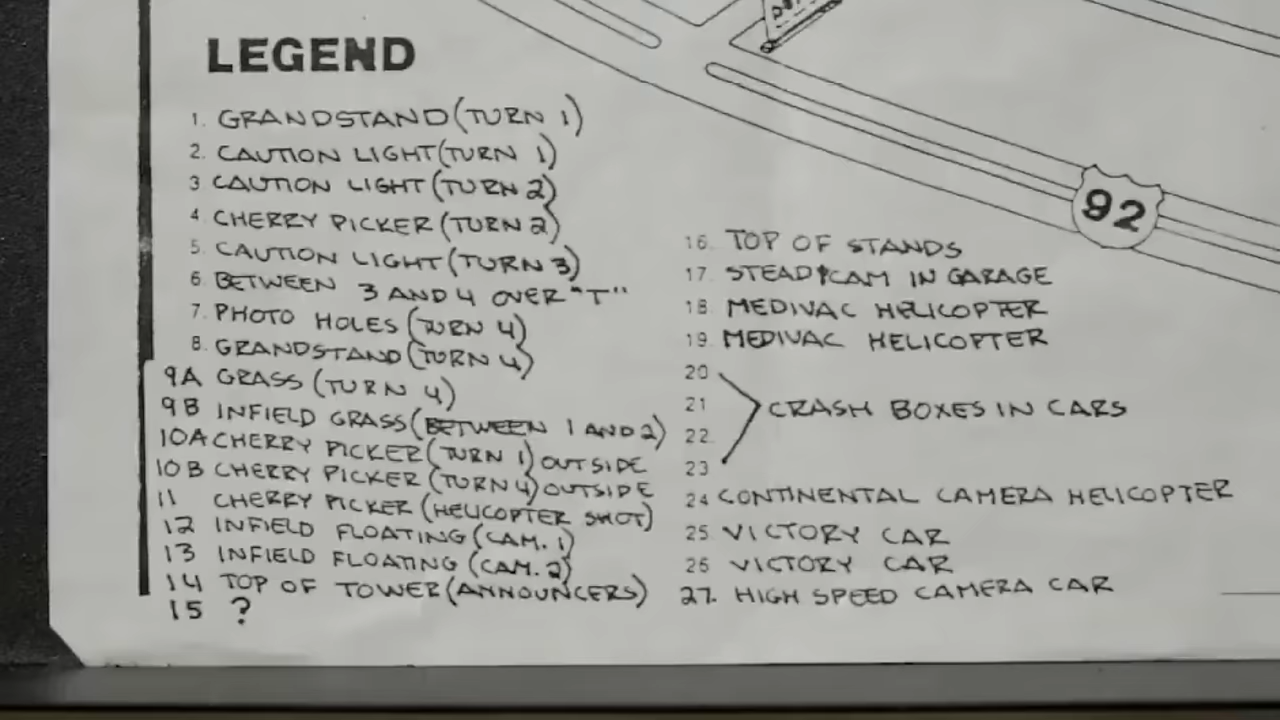 LEGEND
1. GRANDSTAND (TURN 1)
2. CAUTION LIGHT (TURN 1)
3 CAUTION LIGHT (TURN 2)
4. CHERRY PICKER (TURN 2)
5. CAUTION LIGHT (TURN 3)
6. BETWEEN 3 AND 4 OVER "T"
7. PHOTO HOLES (TURN 4)
8. GRANDSTAND (TURN 4)
9A GRASS (TURN 4)
9B INFIELD GRASS (BETWEEN 1 AND 2)
10A CHERRY PICKER (TURN 1) OUTSIDE
10B CHERRY PICKER (TURN 4) OUTSIDE
11 CHERRY PICKER (HELICOPTER SHOT)
12 INFIELD FLOATING (CAM. 1)
13 INFIELD FLOATING (CAM. 2)
14 TOP OF TOWER (ANNOUNCERS)
15 ?
16. TOP OF STANDS
17. STEADICAM IN GARAGE
18. MEDIVAC HELICOPTER
19. MEDIVAC HELICOPTER
20
21 CRASH BOXES IN CARS
22
23
24 CONTINENTAL CAMERA HELICOPTER
25 VICTORY CAR
26 VICTORY CAR
27. HIGH SPEED CAMERA CAR
92